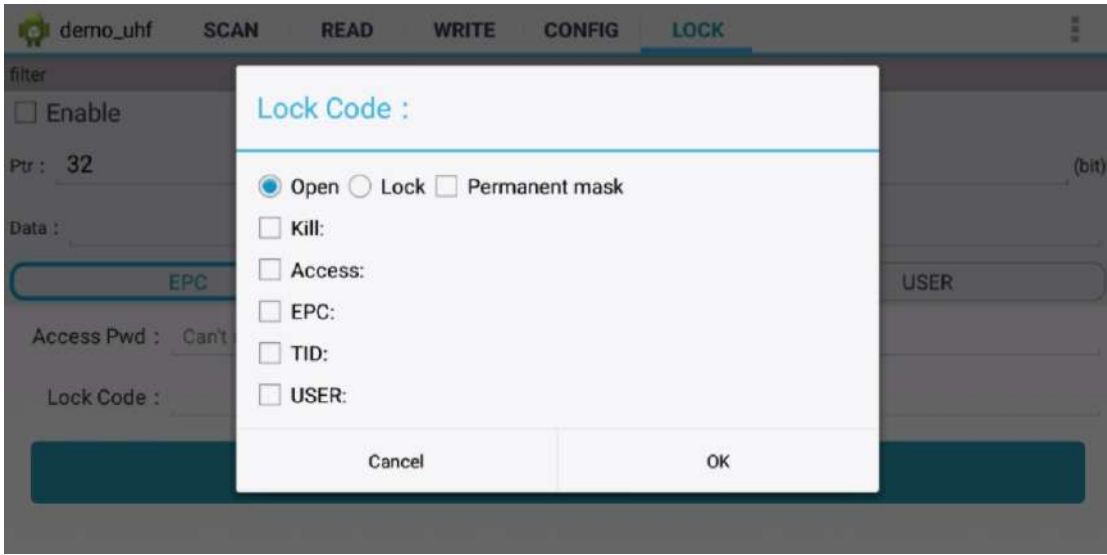 demo_uhf SCAN READ WRITE CONFIG LOCK
filter
Enable
Ptr : 32 (bit)
Data :
EPC USER
Access Pwd : Can't
Lock Code :
Lock Code :
Open Lock Permanent mask
Kill:
Access:
EPC:
TID:
USER:
Cancel OK